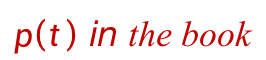 p(t) in the book